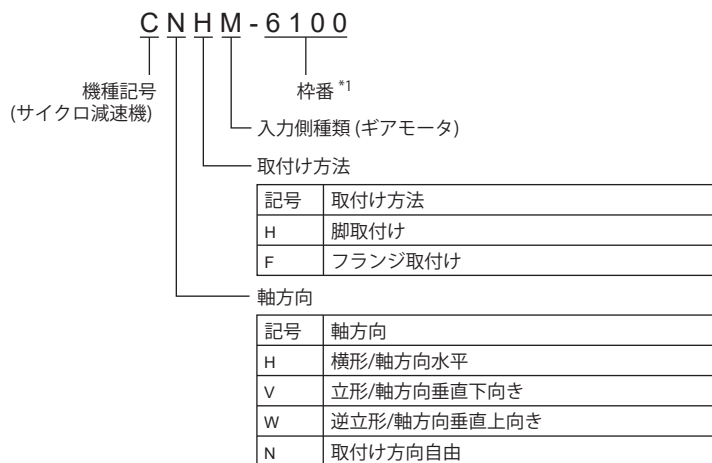 CNHM-6100
機種記号
(サイクロ減速機)
枠番 *1
入力側種類 (ギアモータ)
取付け方法
記号 取付け方法
H 脚取付け
F フランジ取付け
軸方向
記号 軸方向
H 横形/軸方向水平
V 立形/軸方向垂直下向き
W 逆立形/軸方向垂直上向き
N 取付け方向自由